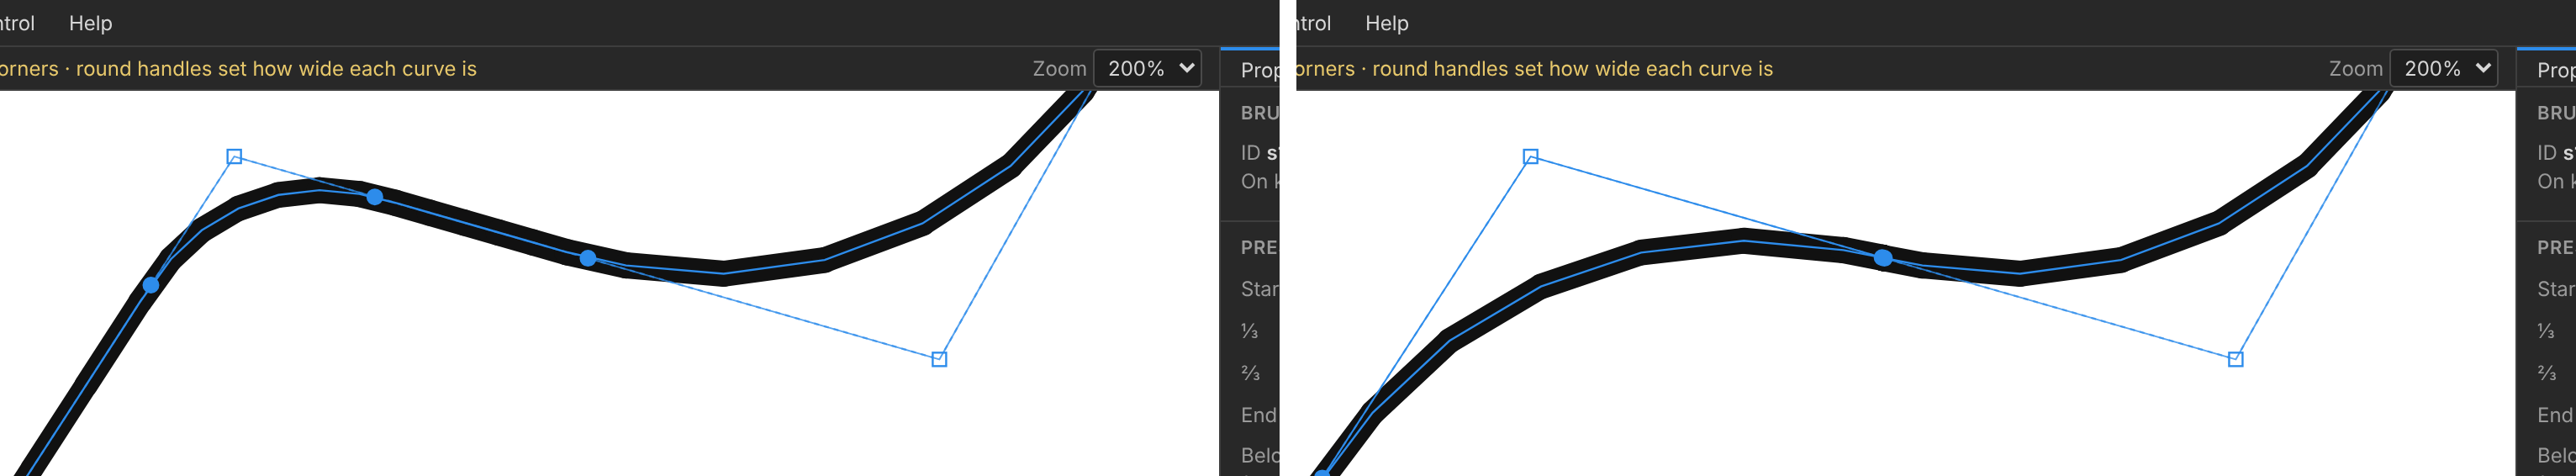 ntrol Help
orners · round handles set how wide each curve is Zoom 200% Prop
BRU
ID s
On k
PRE
Star
⅓
⅔
End
Belo
ntrol Help
orners · round handles set how wide each curve is Zoom 200% Prop
BRU
ID s
On k
PRE
Star
⅓
⅔
End
Belo